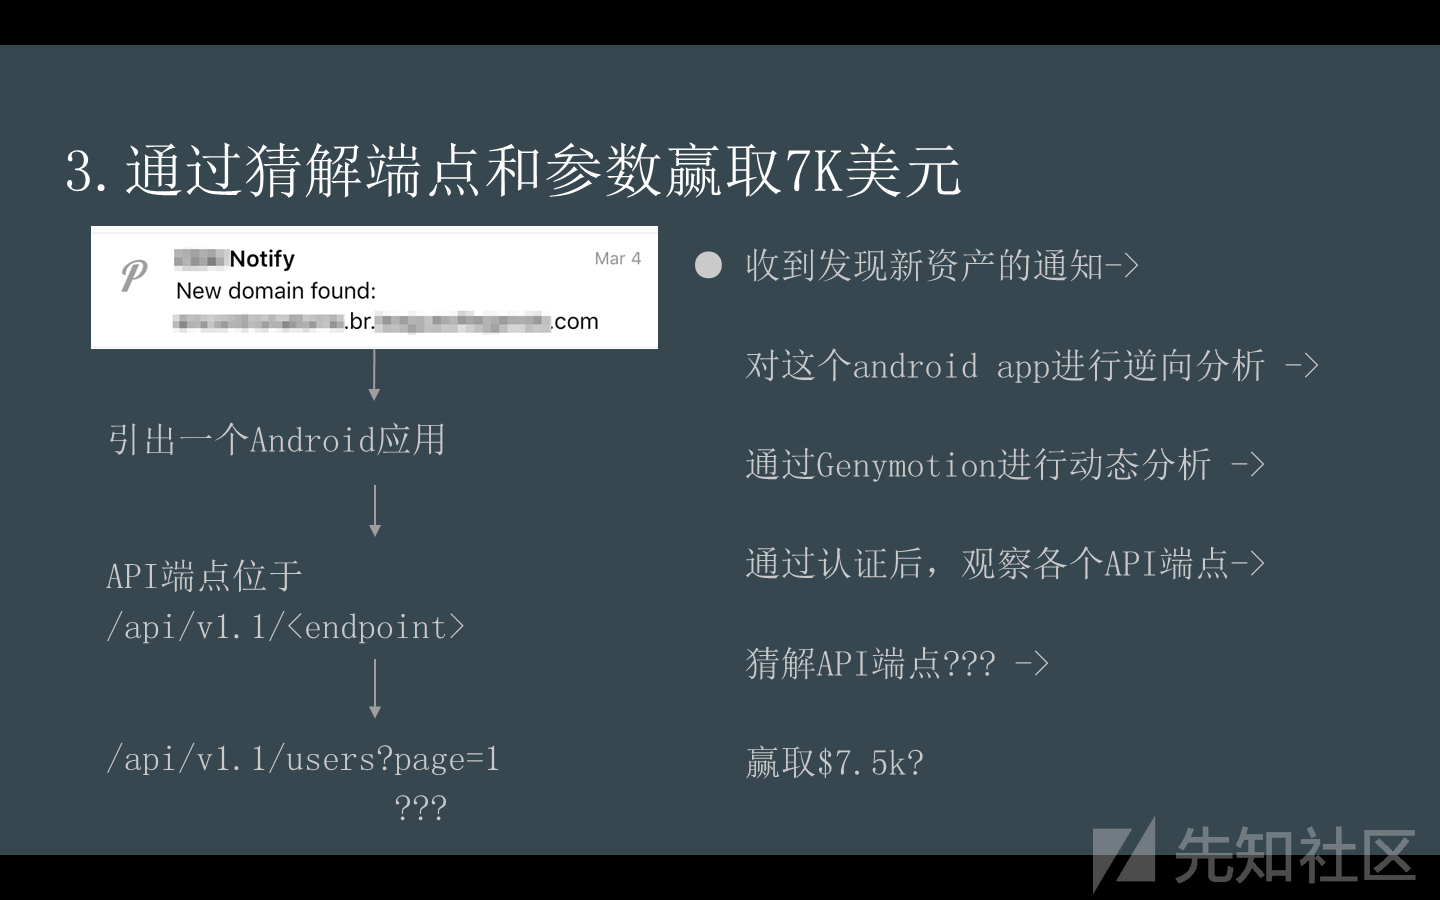 3.通过猜解端点和参数赢取7K美元
Notify
Mar 4
New domain found:
.br. .com
引出一个Android应用
API端点位于
/api/v1.1/<endpoint>
/api/v1.1/users?page=1
???
收到发现新资产的通知->
对这个android app进行逆向分析 ->
通过Genymotion进行动态分析 ->
通过认证后，观察各个API端点->
猜解API端点??? ->
赢取$7.5k?
先知社区